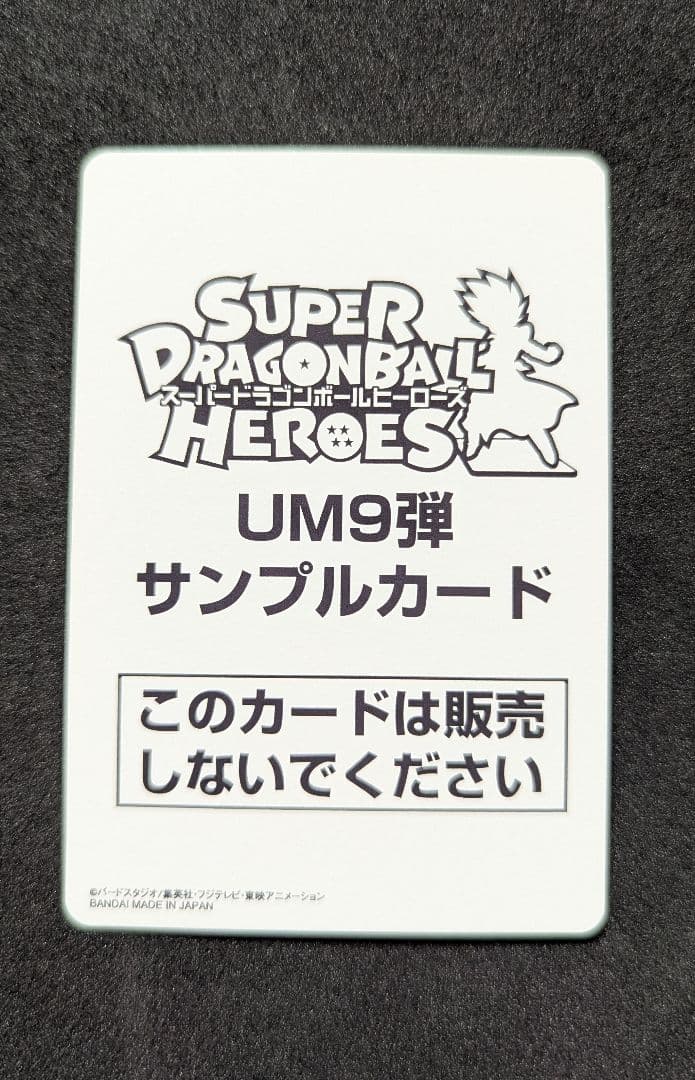 SUPER
DRAGONBALL
スーパードラゴンボールヒーローズ
HEROES
UM9弾
サンプルカード
このカードは販売
しないでください
©バードスタジオ/集英社・フジテレビ・東映アニメーション
BANDAI MADE IN JAPAN